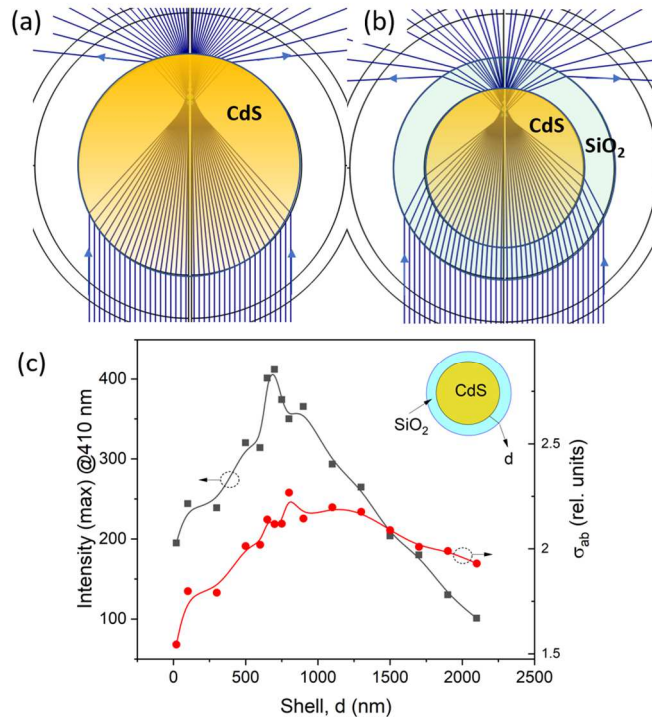 (a)
(b)
CdS
CdS
SiO₂
(c)
Intensity (max) @410 nm
400
300
200
100
CdS
SiO₂
d
2.5
2
1.5
σab (rel. units)
0 500 1000 1500 2000 2500
Shell, d (nm)